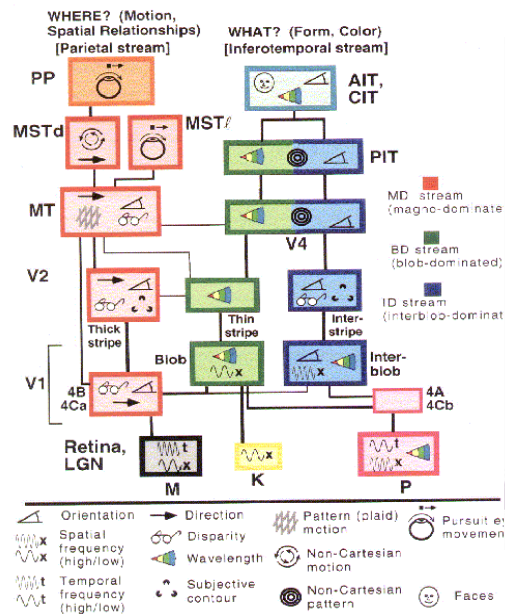 WHERE? (Motion,
Spatial Relationships)
[Parietal stream]
WHAT? (Form, Color)
[Inferotemporal stream]
PP
AIT,
CIT
MSTd
MSTℓ
PIT
MT
V4
MD stream
(magno-dominate
BD stream
(blob-dominated)
ID stream
(interblob-dominat
V2
Thick
stripe
Thin
stripe
Inter-
stripe
V1
Blob
Inter-
blob
x
x
4B
4Ca
4A
4Cb
Retina,
LGN
t
x
x
t
x
M
K
P
Orientation
Direction
Pattern (plaid)
motion
Pursuit ey
movemen
x
x
Spatial
frequency
(high/low)
Disparity
Wavelength
Non-Cartesian
motion
t
t
Temporal
frequency
(high/low)
Subjective
contour
Non-Cartesian
pattern
Faces